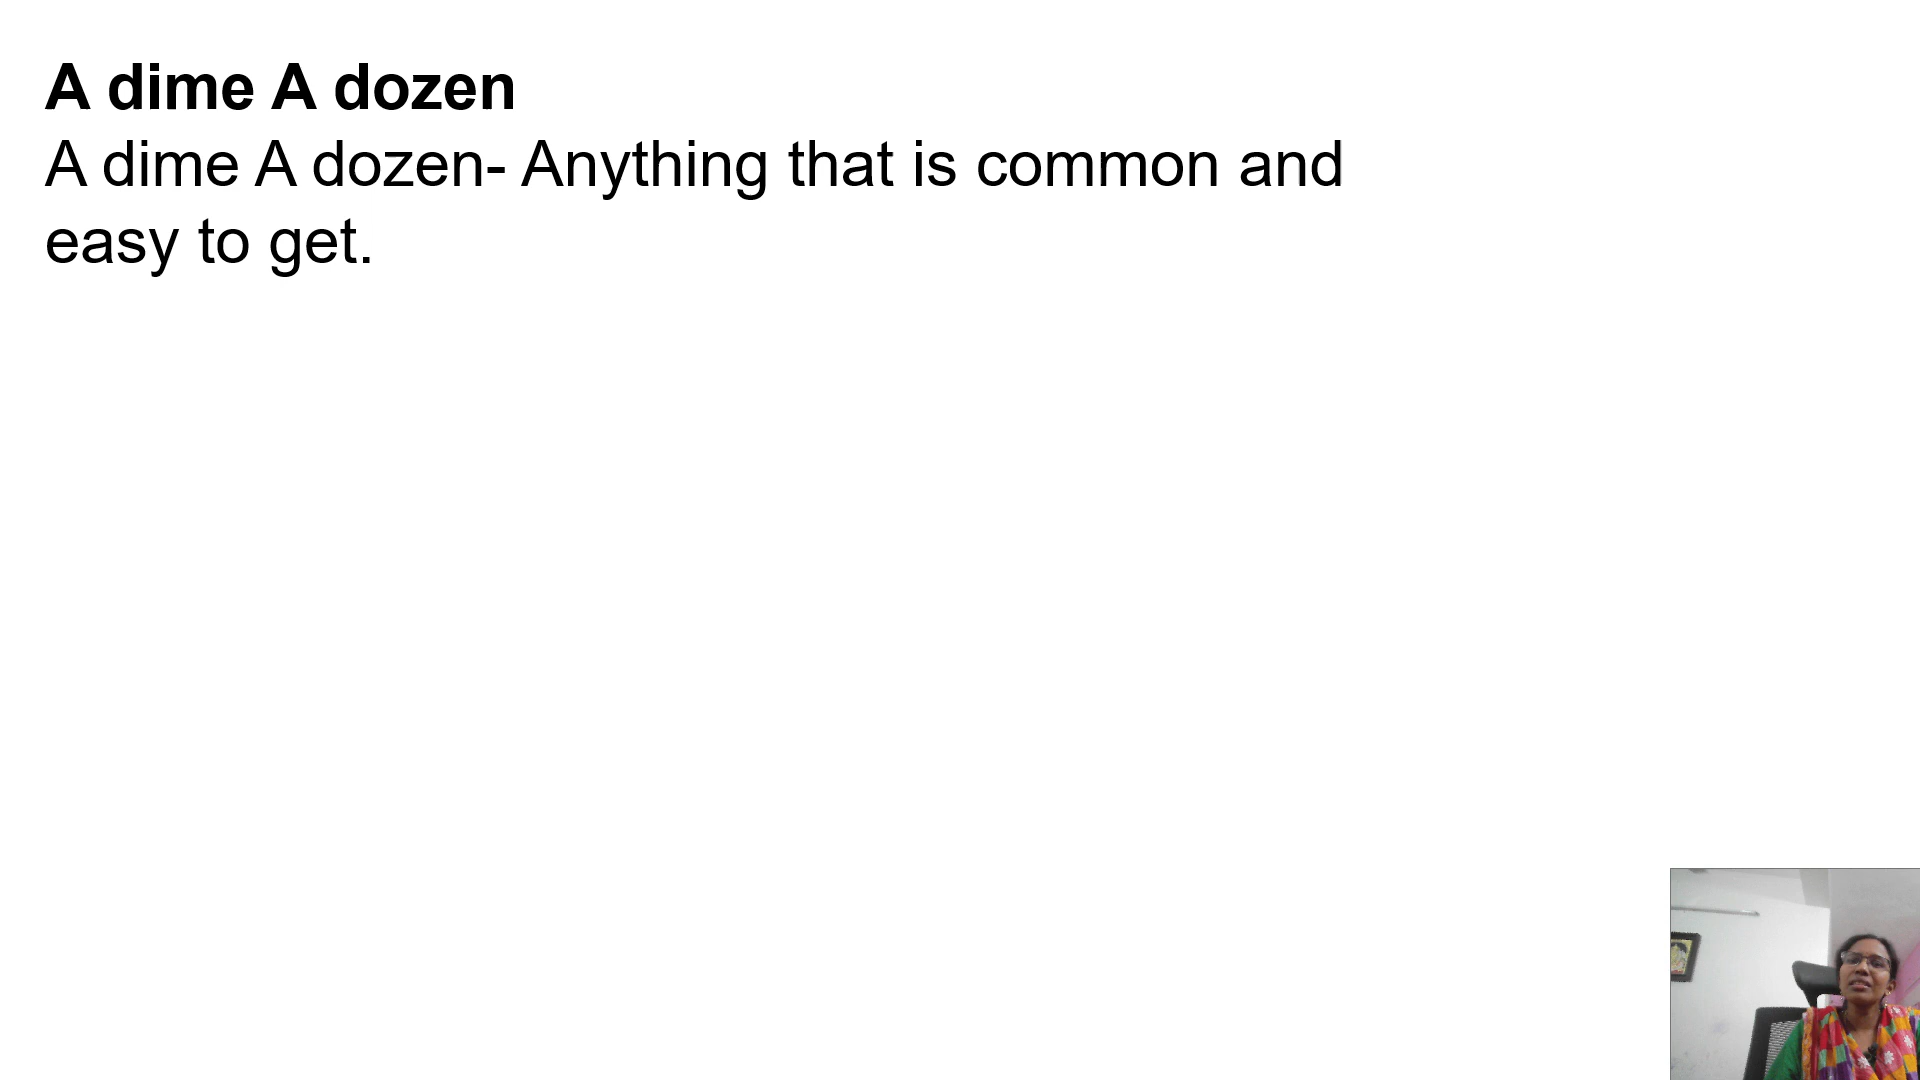 A dime A dozen
A dime A dozen- Anything that is common and
easy to get.